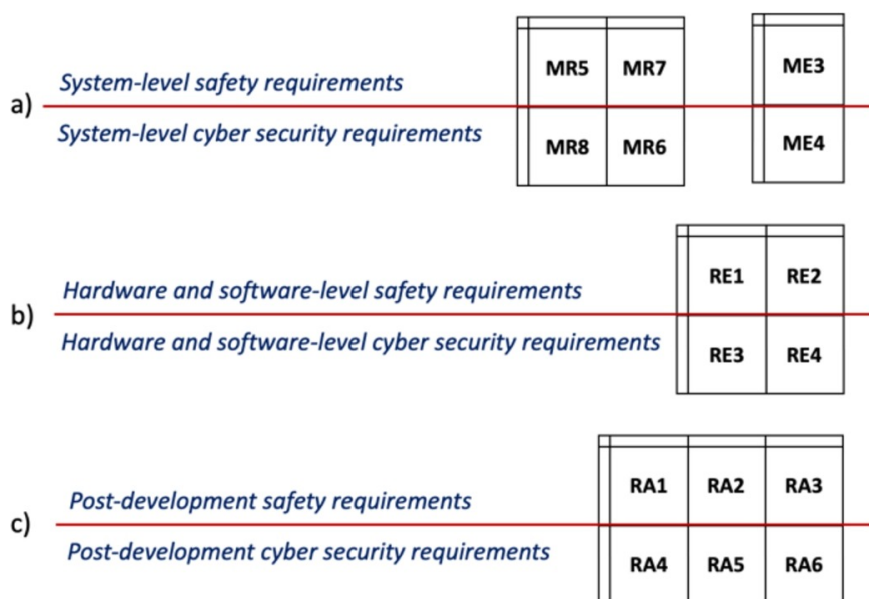 MR5 MR7 ME3
System-level safety requirements
a)
System-level cyber security requirements
MR8 MR6 ME4
RE1 RE2
Hardware and software-level safety requirements
b)
Hardware and software-level cyber security requirements
RE3 RE4
RA1 RA2 RA3
Post-development safety requirements
c)
Post-development cyber security requirements
RA4 RA5 RA6